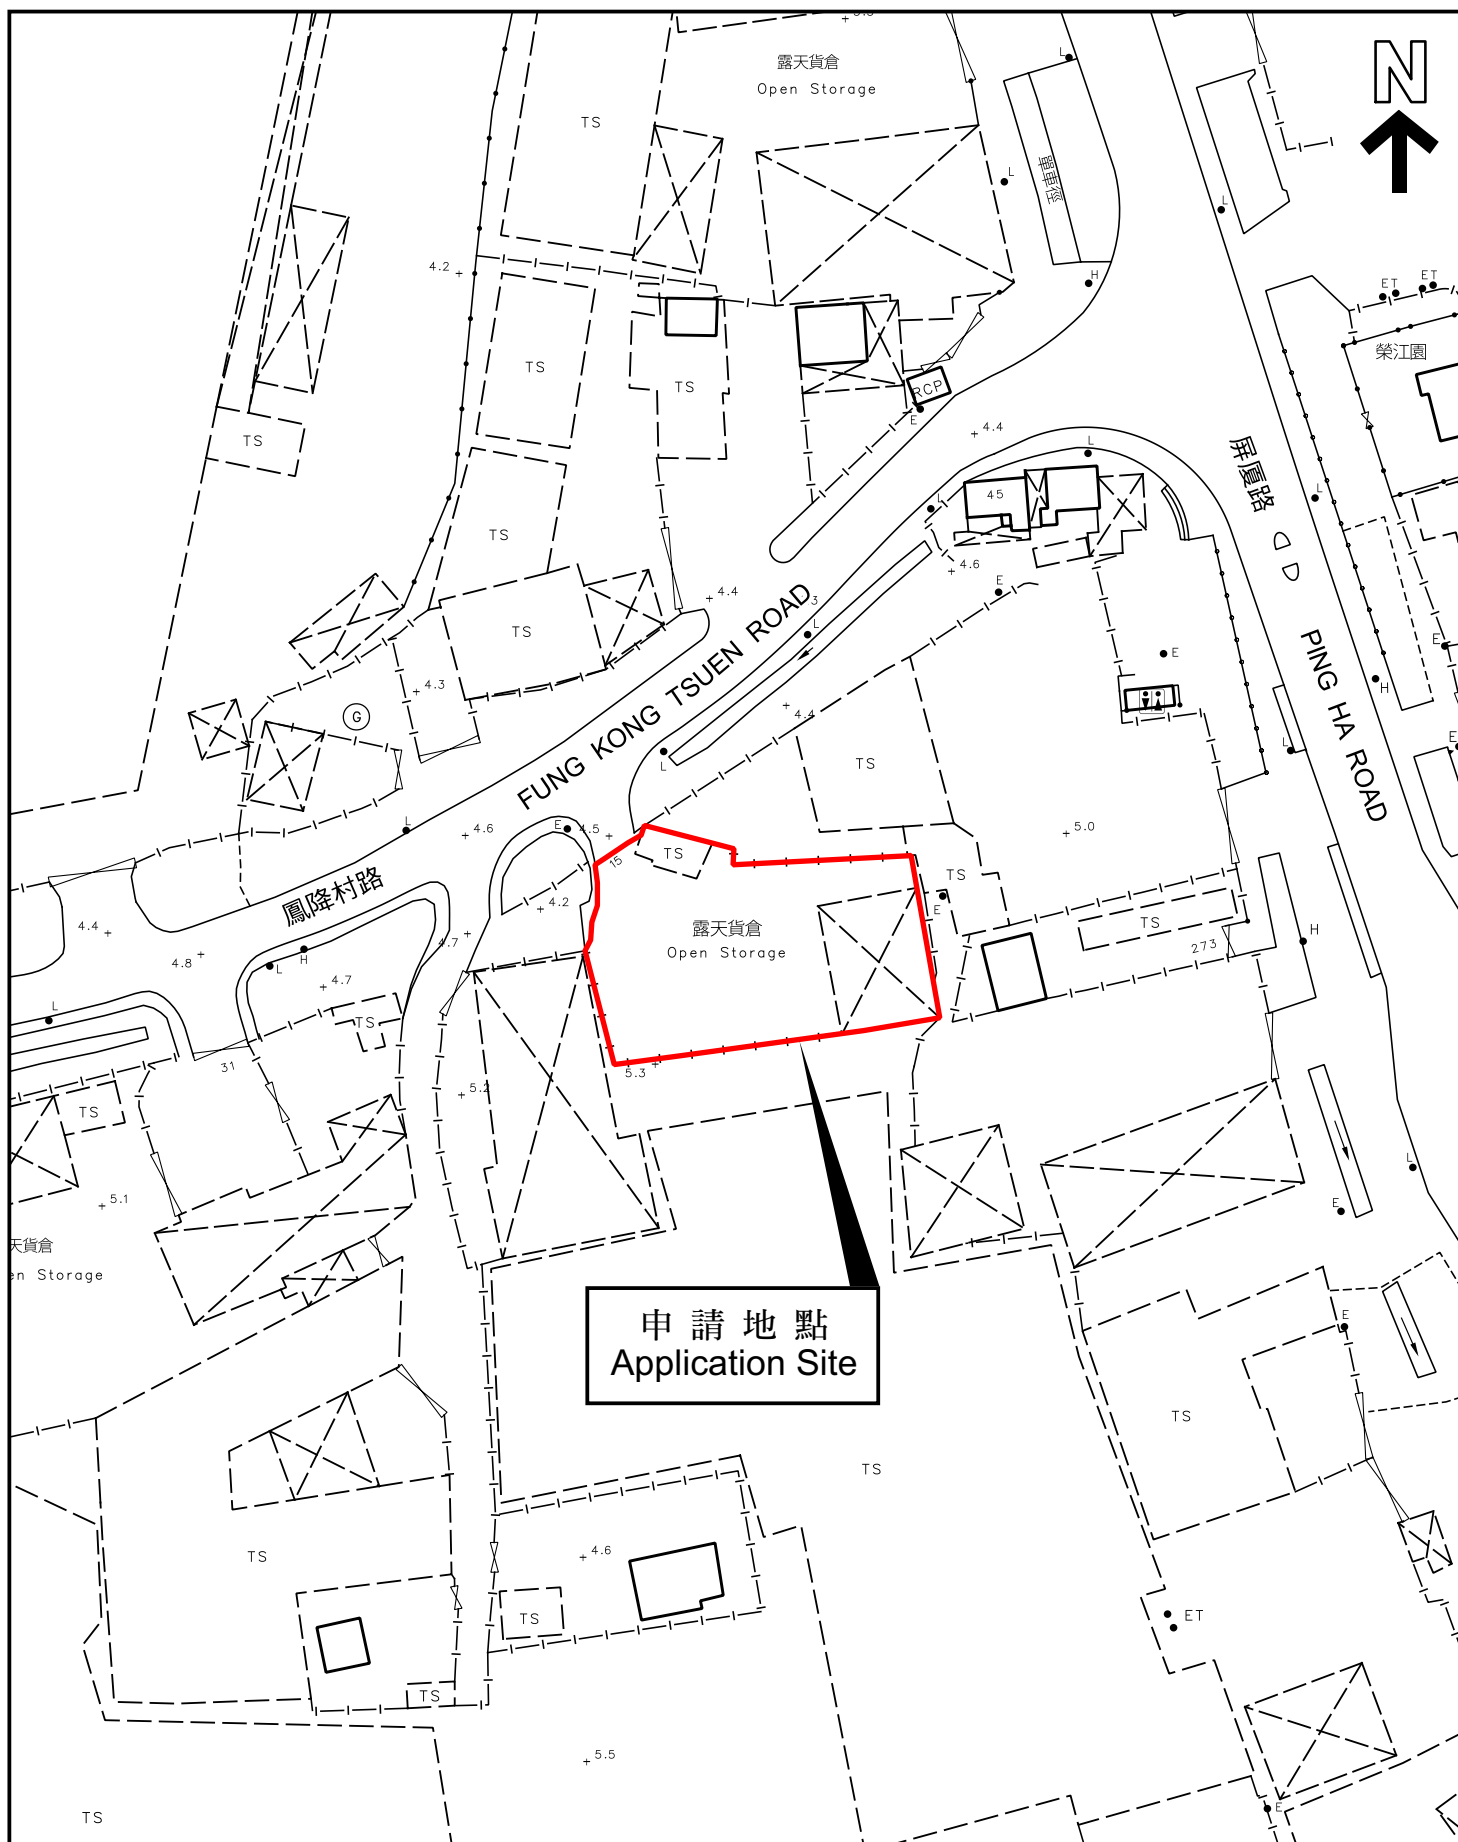 露天貨倉
Open Storage
N
TS
單車徑
L
L
L
4.2
H
ET
ET
榮江園
TS
TS
RCP
E
4.4
L
屏廈路
TS
45
L
L
TS
4.6
E
4.4
3
L
TS
E
PING HA ROAD
E
H
4.3
FUNG KONG TSUEN ROAD
G
4.4
L
TS
L
E
L
4.6
E
4.5
5.0
15
TS
TS
鳳降村路
E
4.2
4.4
露天貨倉
Open Storage
TS
273
H
4.7
4.8
L
H
4.7
L
TS
31
5.3
5.2
TS
L
5.1
E
天貨倉
en Storage
申請地點
Application Site
E
TS
TS
TS
4.6
TS
ET
TS
5.5
E
TS